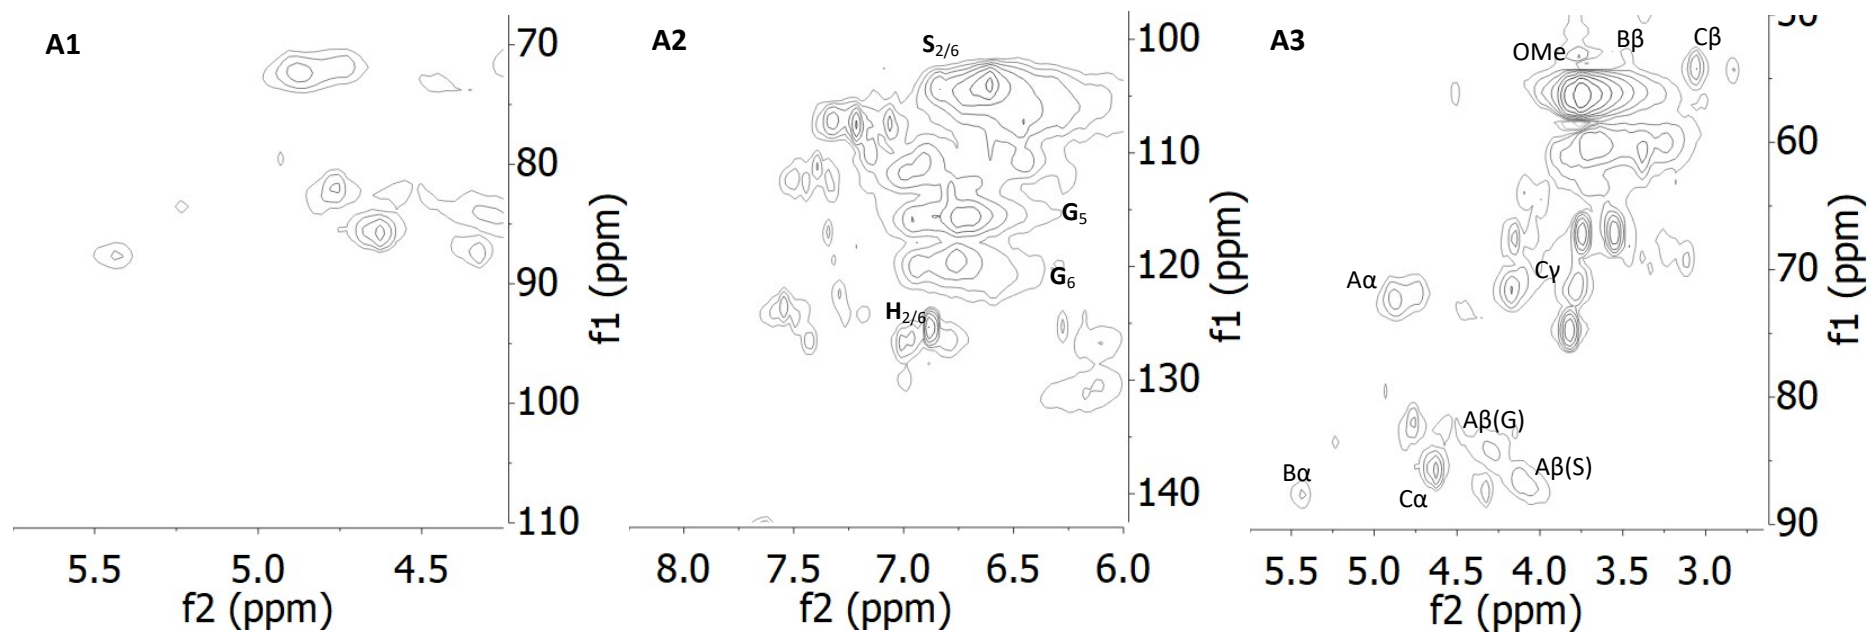 A1
70
80
90
100
110
f1 (ppm)
5.5 5.0 4.5
f2 (ppm)
A2
S2/6
G5
G6
H2/6
100
110
120
130
140
f1 (ppm)
8.0 7.5 7.0 6.5 6.0
f2 (ppm)
A3
OMe
Bβ
Cβ
Aα
Cγ
Aβ(G)
Aβ(S)
Bα
Cα
50
60
70
80
90
f1 (ppm)
5.5 5.0 4.5 4.0 3.5 3.0
f2 (ppm)